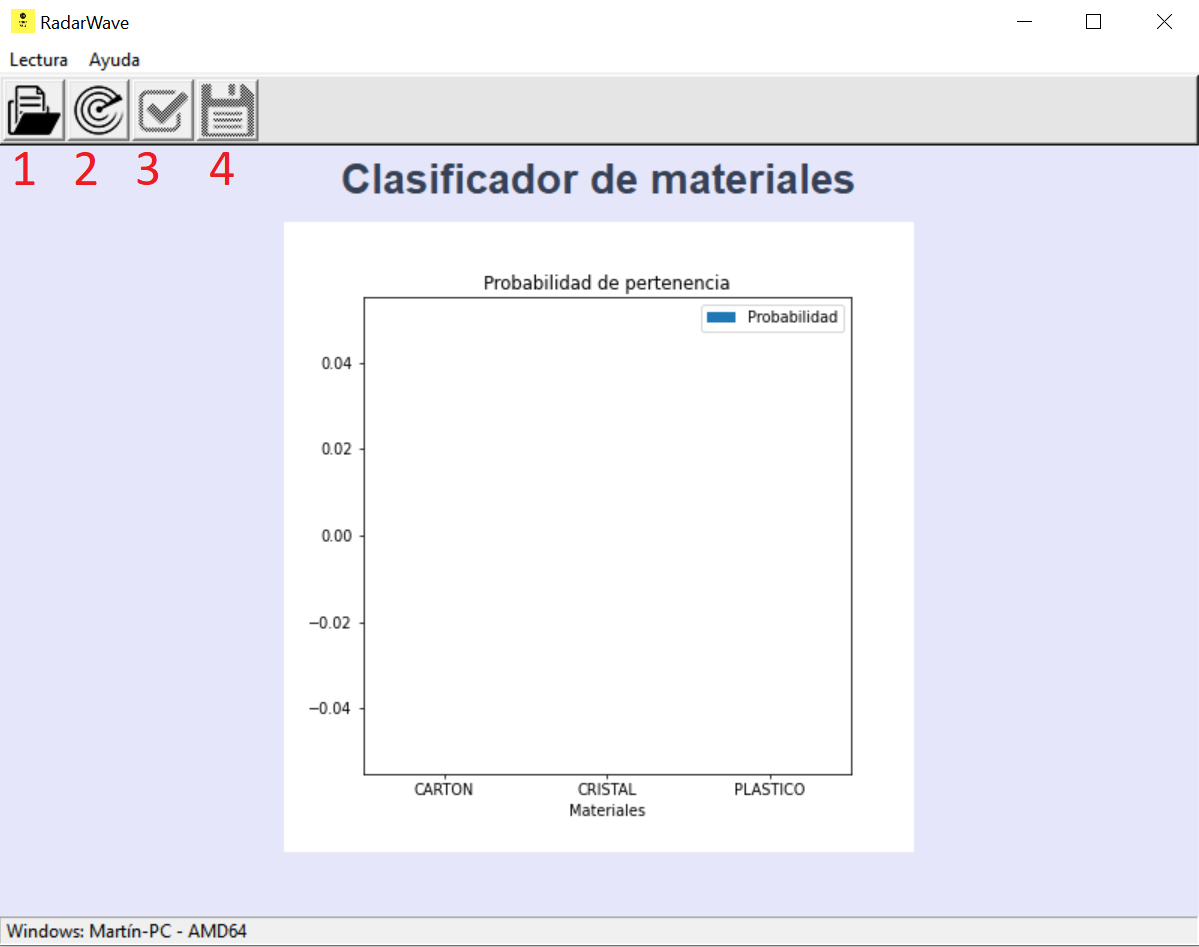 RadarWave
Lectura Ayuda
1 2 3 4
Clasificador de materiales
Probabilidad de pertenencia
Probabilidad
0.04
0.02
0.00
−0.02
−0.04
CARTON CRISTAL PLASTICO
Materiales
Windows: Martín-PC - AMD64